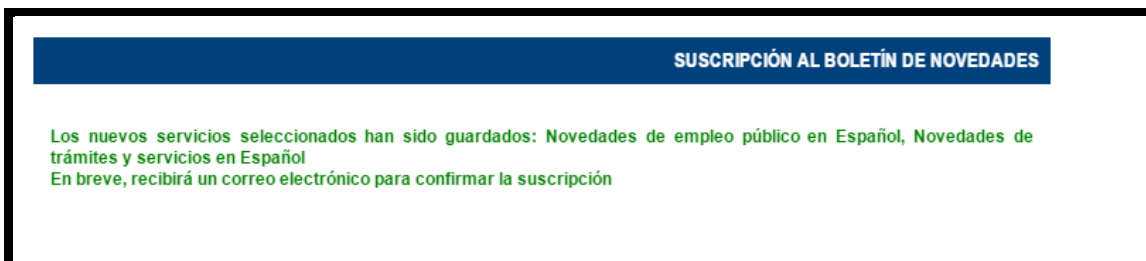 SUSCRIPCIÓN AL BOLETÍN DE NOVEDADES
Los nuevos servicios seleccionados han sido guardados: Novedades de empleo público en Español, Novedades de
trámites y servicios en Español
En breve, recibirá un correo electrónico para confirmar la suscripción